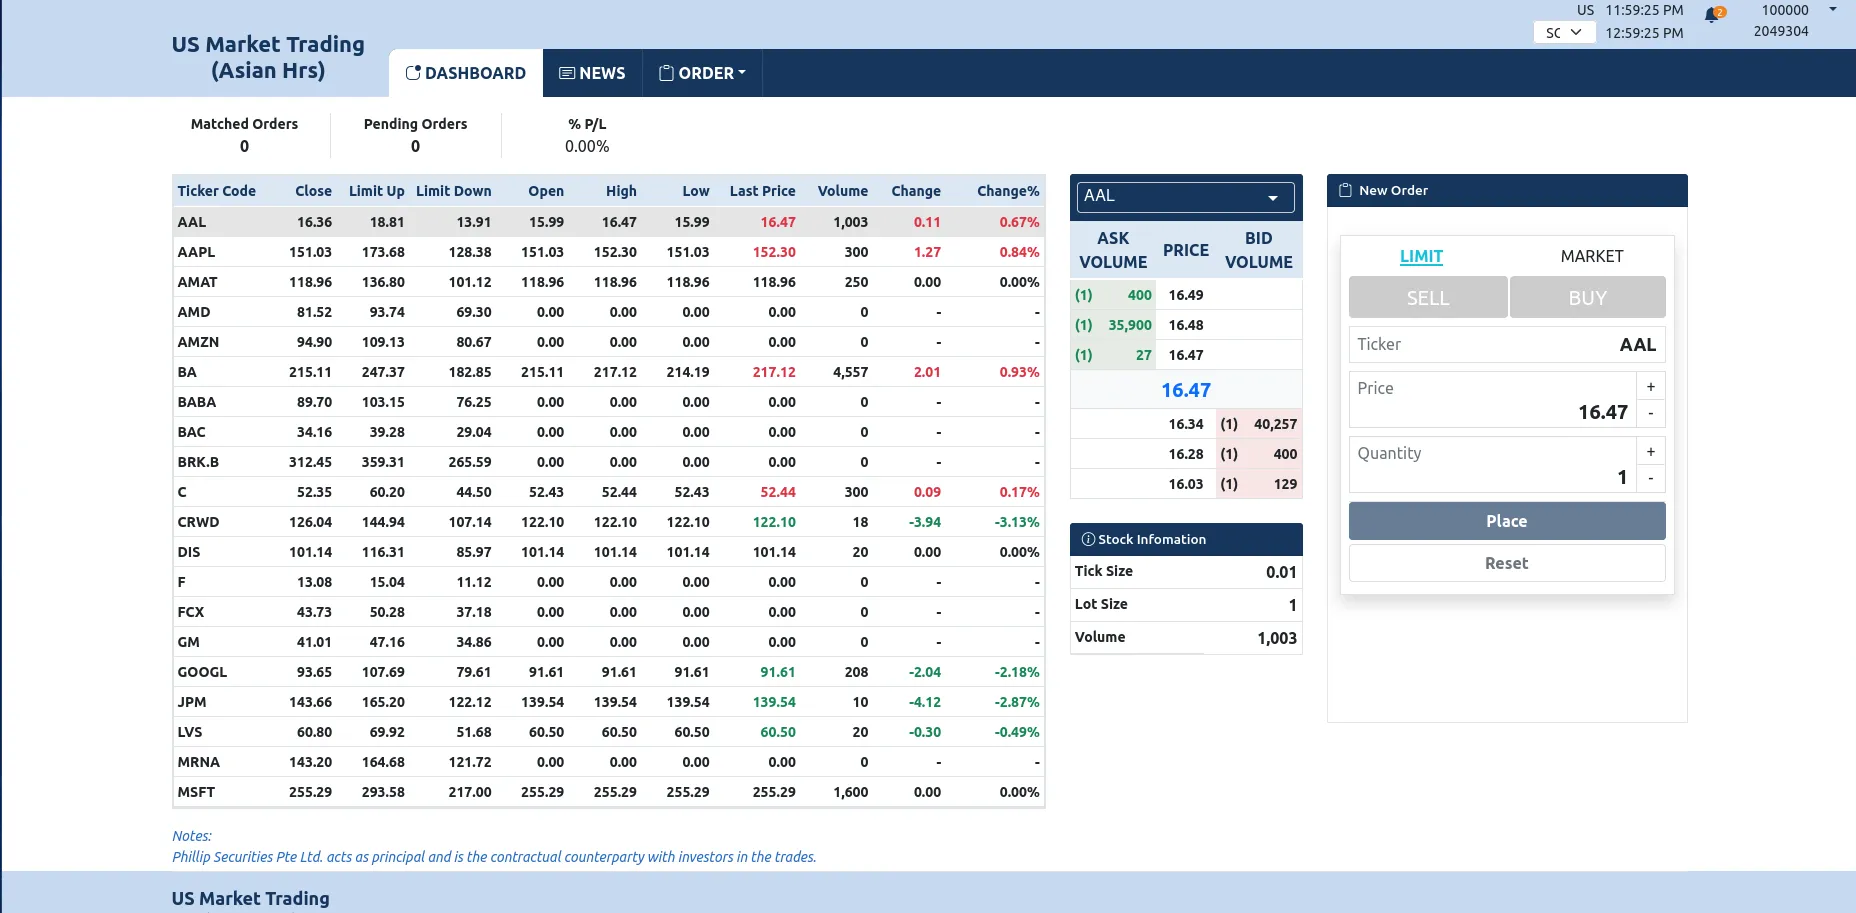 US 11:59:25 PM 2 100000
SC 12:59:25 PM 2049304
US Market Trading
(Asian Hrs)
DASHBOARD NEWS ORDER
Matched Orders Pending Orders % P/L
0 0 0.00%
Ticker Code Close Limit Up Limit Down Open High Low Last Price Volume Change Change%
AAL 16.36 18.81 13.91 15.99 16.47 15.99 16.47 1,003 0.11 0.67%
AAPL 151.03 173.68 128.38 151.03 152.30 151.03 152.30 300 1.27 0.84%
AMAT 118.96 136.80 101.12 118.96 118.96 118.96 118.96 250 0.00 0.00%
AMD 81.52 93.74 69.30 0.00 0.00 0.00 0.00 0 - -
AMZN 94.90 109.13 80.67 0.00 0.00 0.00 0.00 0 - -
BA 215.11 247.37 182.85 215.11 217.12 214.19 217.12 4,557 2.01 0.93%
BABA 89.70 103.15 76.25 0.00 0.00 0.00 0.00 0 - -
BAC 34.16 39.28 29.04 0.00 0.00 0.00 0.00 0 - -
BRK.B 312.45 359.31 265.59 0.00 0.00 0.00 0.00 0 - -
C 52.35 60.20 44.50 52.43 52.44 52.43 52.44 300 0.09 0.17%
CRWD 126.04 144.94 107.14 122.10 122.10 122.10 122.10 18 -3.94 -3.13%
DIS 101.14 116.31 85.97 101.14 101.14 101.14 101.14 20 0.00 0.00%
F 13.08 15.04 11.12 0.00 0.00 0.00 0.00 0 - -
FCX 43.73 50.28 37.18 0.00 0.00 0.00 0.00 0 - -
GM 41.01 47.16 34.86 0.00 0.00 0.00 0.00 0 - -
GOOGL 93.65 107.69 79.61 91.61 91.61 91.61 91.61 208 -2.04 -2.18%
JPM 143.66 165.20 122.12 139.54 139.54 139.54 139.54 10 -4.12 -2.87%
LVS 60.80 69.92 51.68 60.50 60.50 60.50 60.50 20 -0.30 -0.49%
MRNA 143.20 164.68 121.72 0.00 0.00 0.00 0.00 0 - -
MSFT 255.29 293.58 217.00 255.29 255.29 255.29 255.29 1,600 0.00 0.00%
AAL
ASK VOLUME PRICE BID VOLUME
(1) 400 16.49
(1) 35,900 16.48
(1) 27 16.47
16.47
16.34 (1) 40,257
16.28 (1) 400
16.03 (1) 129
Stock Infomation
Tick Size 0.01
Lot Size 1
Volume 1,003
New Order
LIMIT MARKET
SELL BUY
Ticker AAL
Price +
16.47 -
Quantity +
1 -
Place
Reset
Notes:
Phillip Securities Pte Ltd. acts as principal and is the contractual counterparty with investors in the trades.
US Market Trading